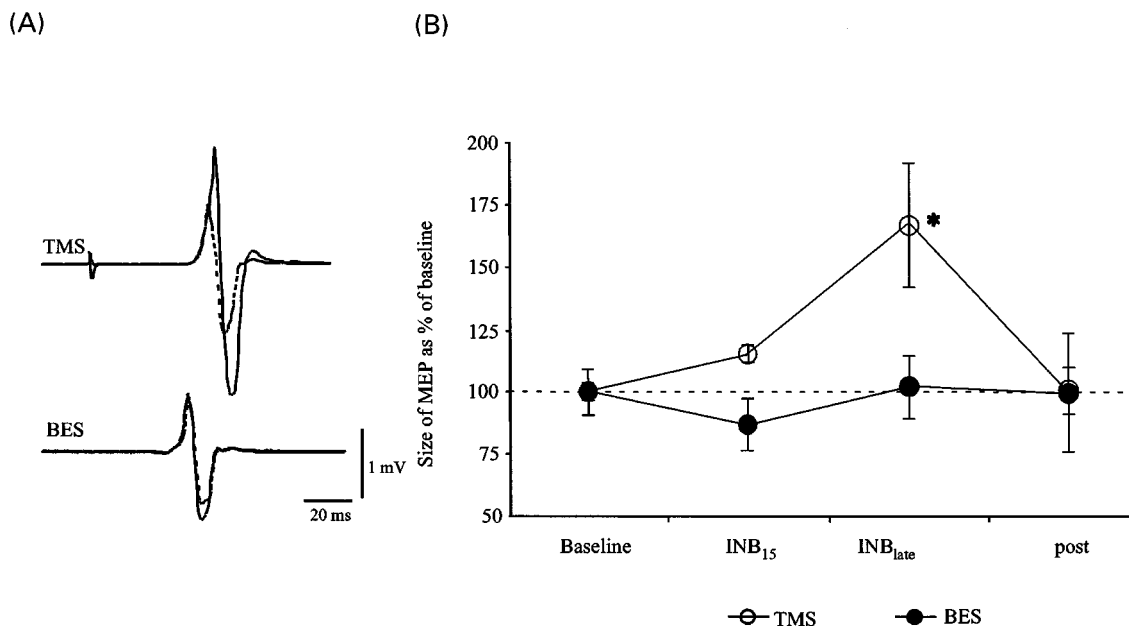 (A)
(B)
TMS
BES
1 mV
20 ms
Size of MEP as % of baseline
200
175
150
125
100
75
50
*
Baseline
INB15
INBlate
post
TMS
BES